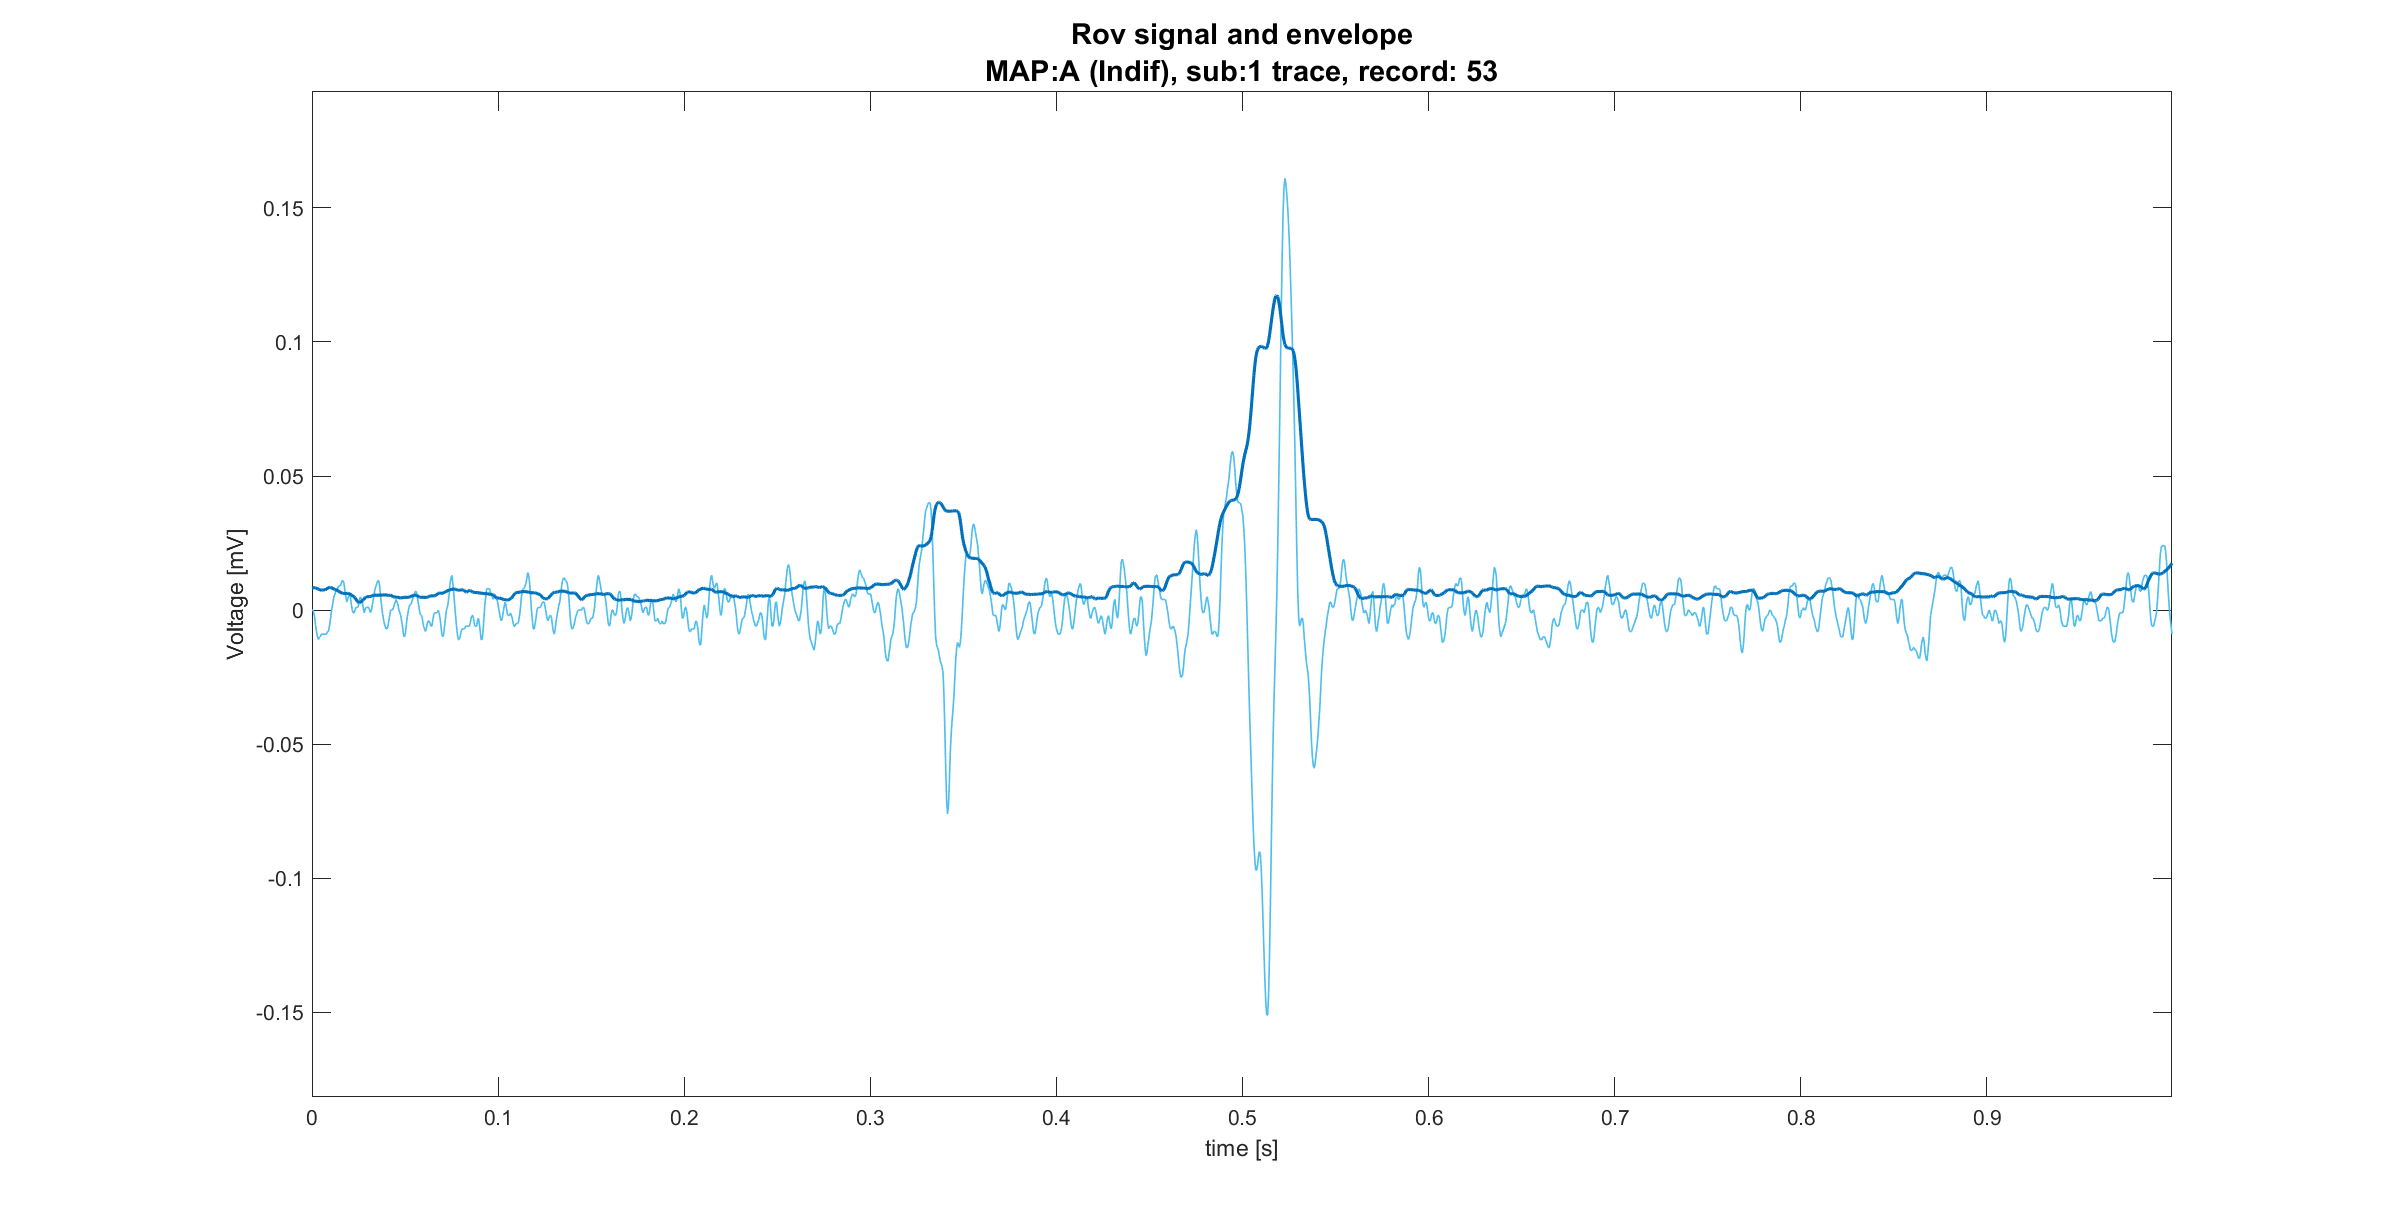 Rov signal and envelope
MAP:A (Indif), sub:1 trace, record: 53
Voltage [mV]
0.15
0.1
0.05
0
-0.05
-0.1
-0.15
0 0.1 0.2 0.3 0.4 0.5 0.6 0.7 0.8 0.9
time [s]